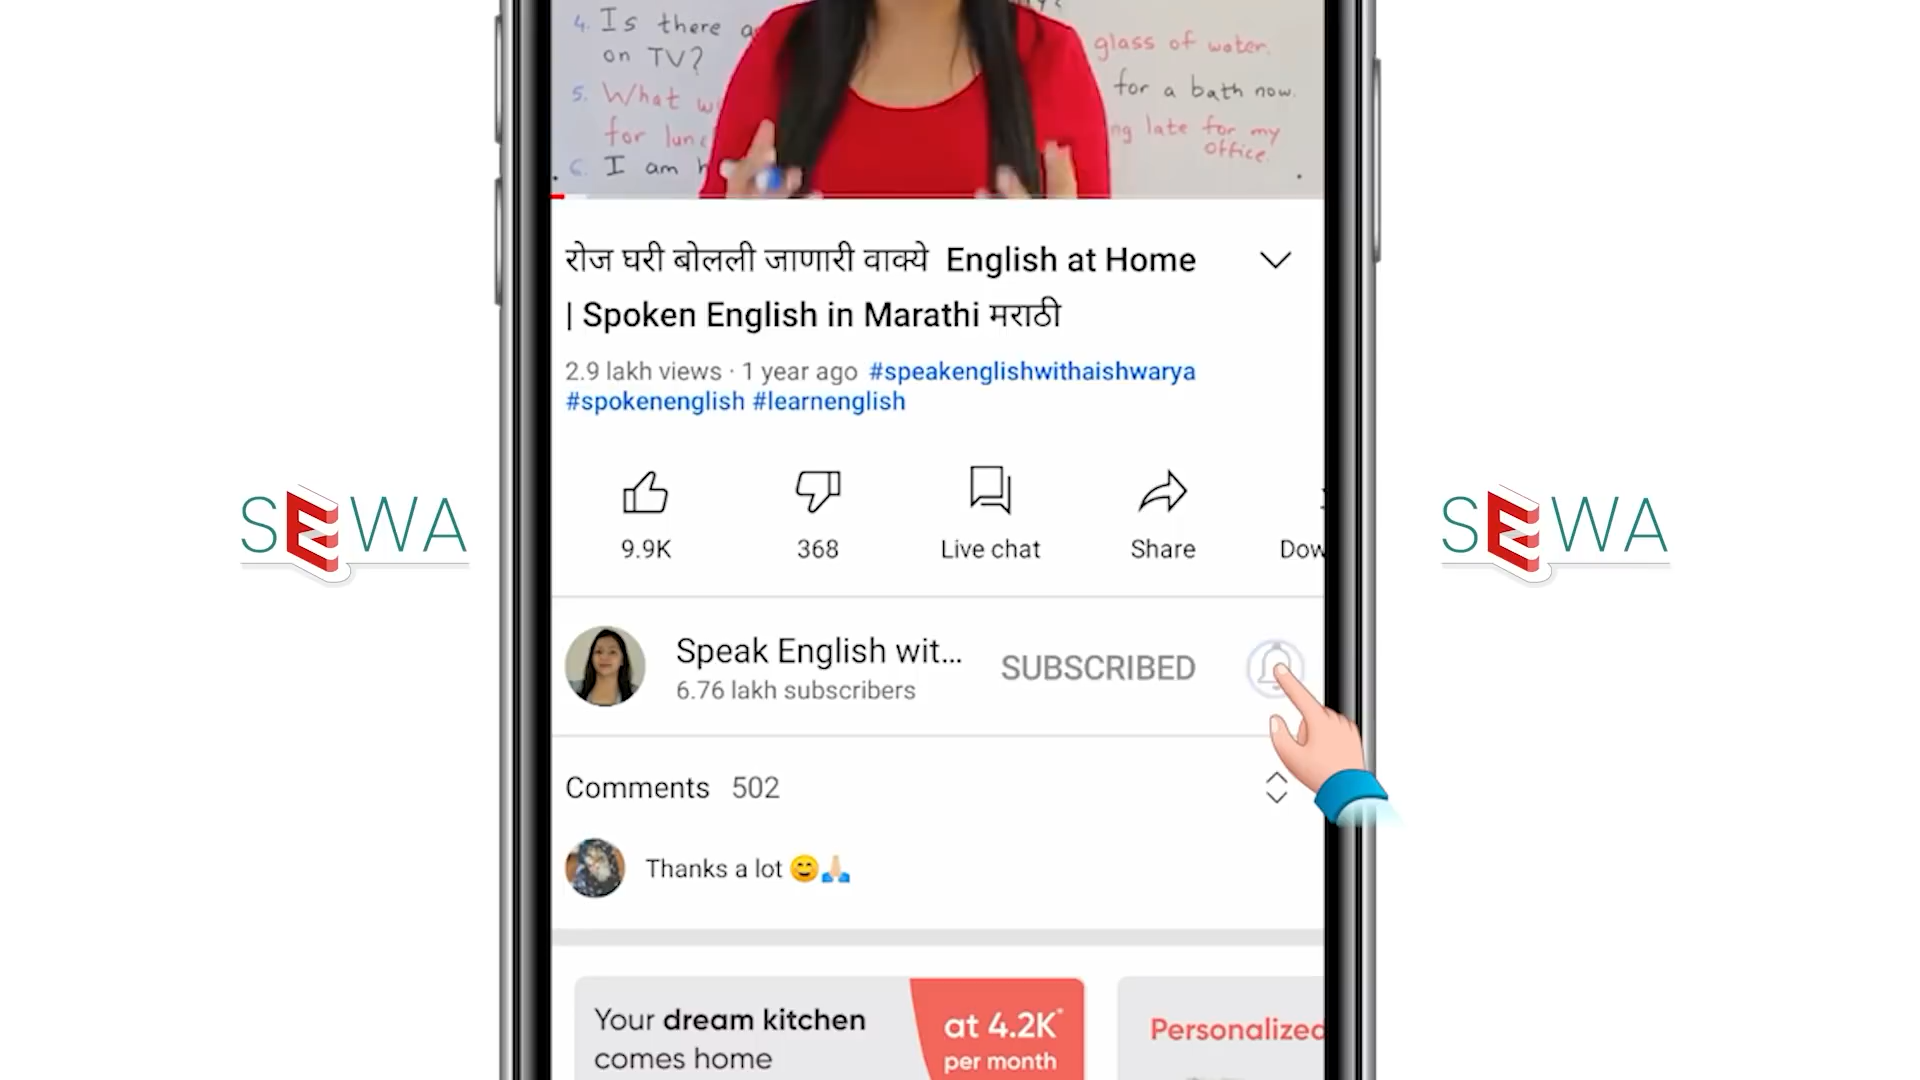 4. Is there a
on TV?
5. What w
for lunc
6. I am h
glass of water.
for a bath now.
ng late for my
office.
रोज घरी बोलली जाणारी वाक्ये English at Home
| Spoken English in Marathi मराठी
2.9 lakh views · 1 year ago #speakenglishwithaishwarya
#spokenenglish #learnenglish
9.9K 368 Live chat Share Dow
SEWA
SEWA
Speak English wit...
6.76 lakh subscribers
SUBSCRIBED
Comments 502
Thanks a lot 😊🙏🏻
Your dream kitchen
comes home
at 4.2K*
per month
Personalized